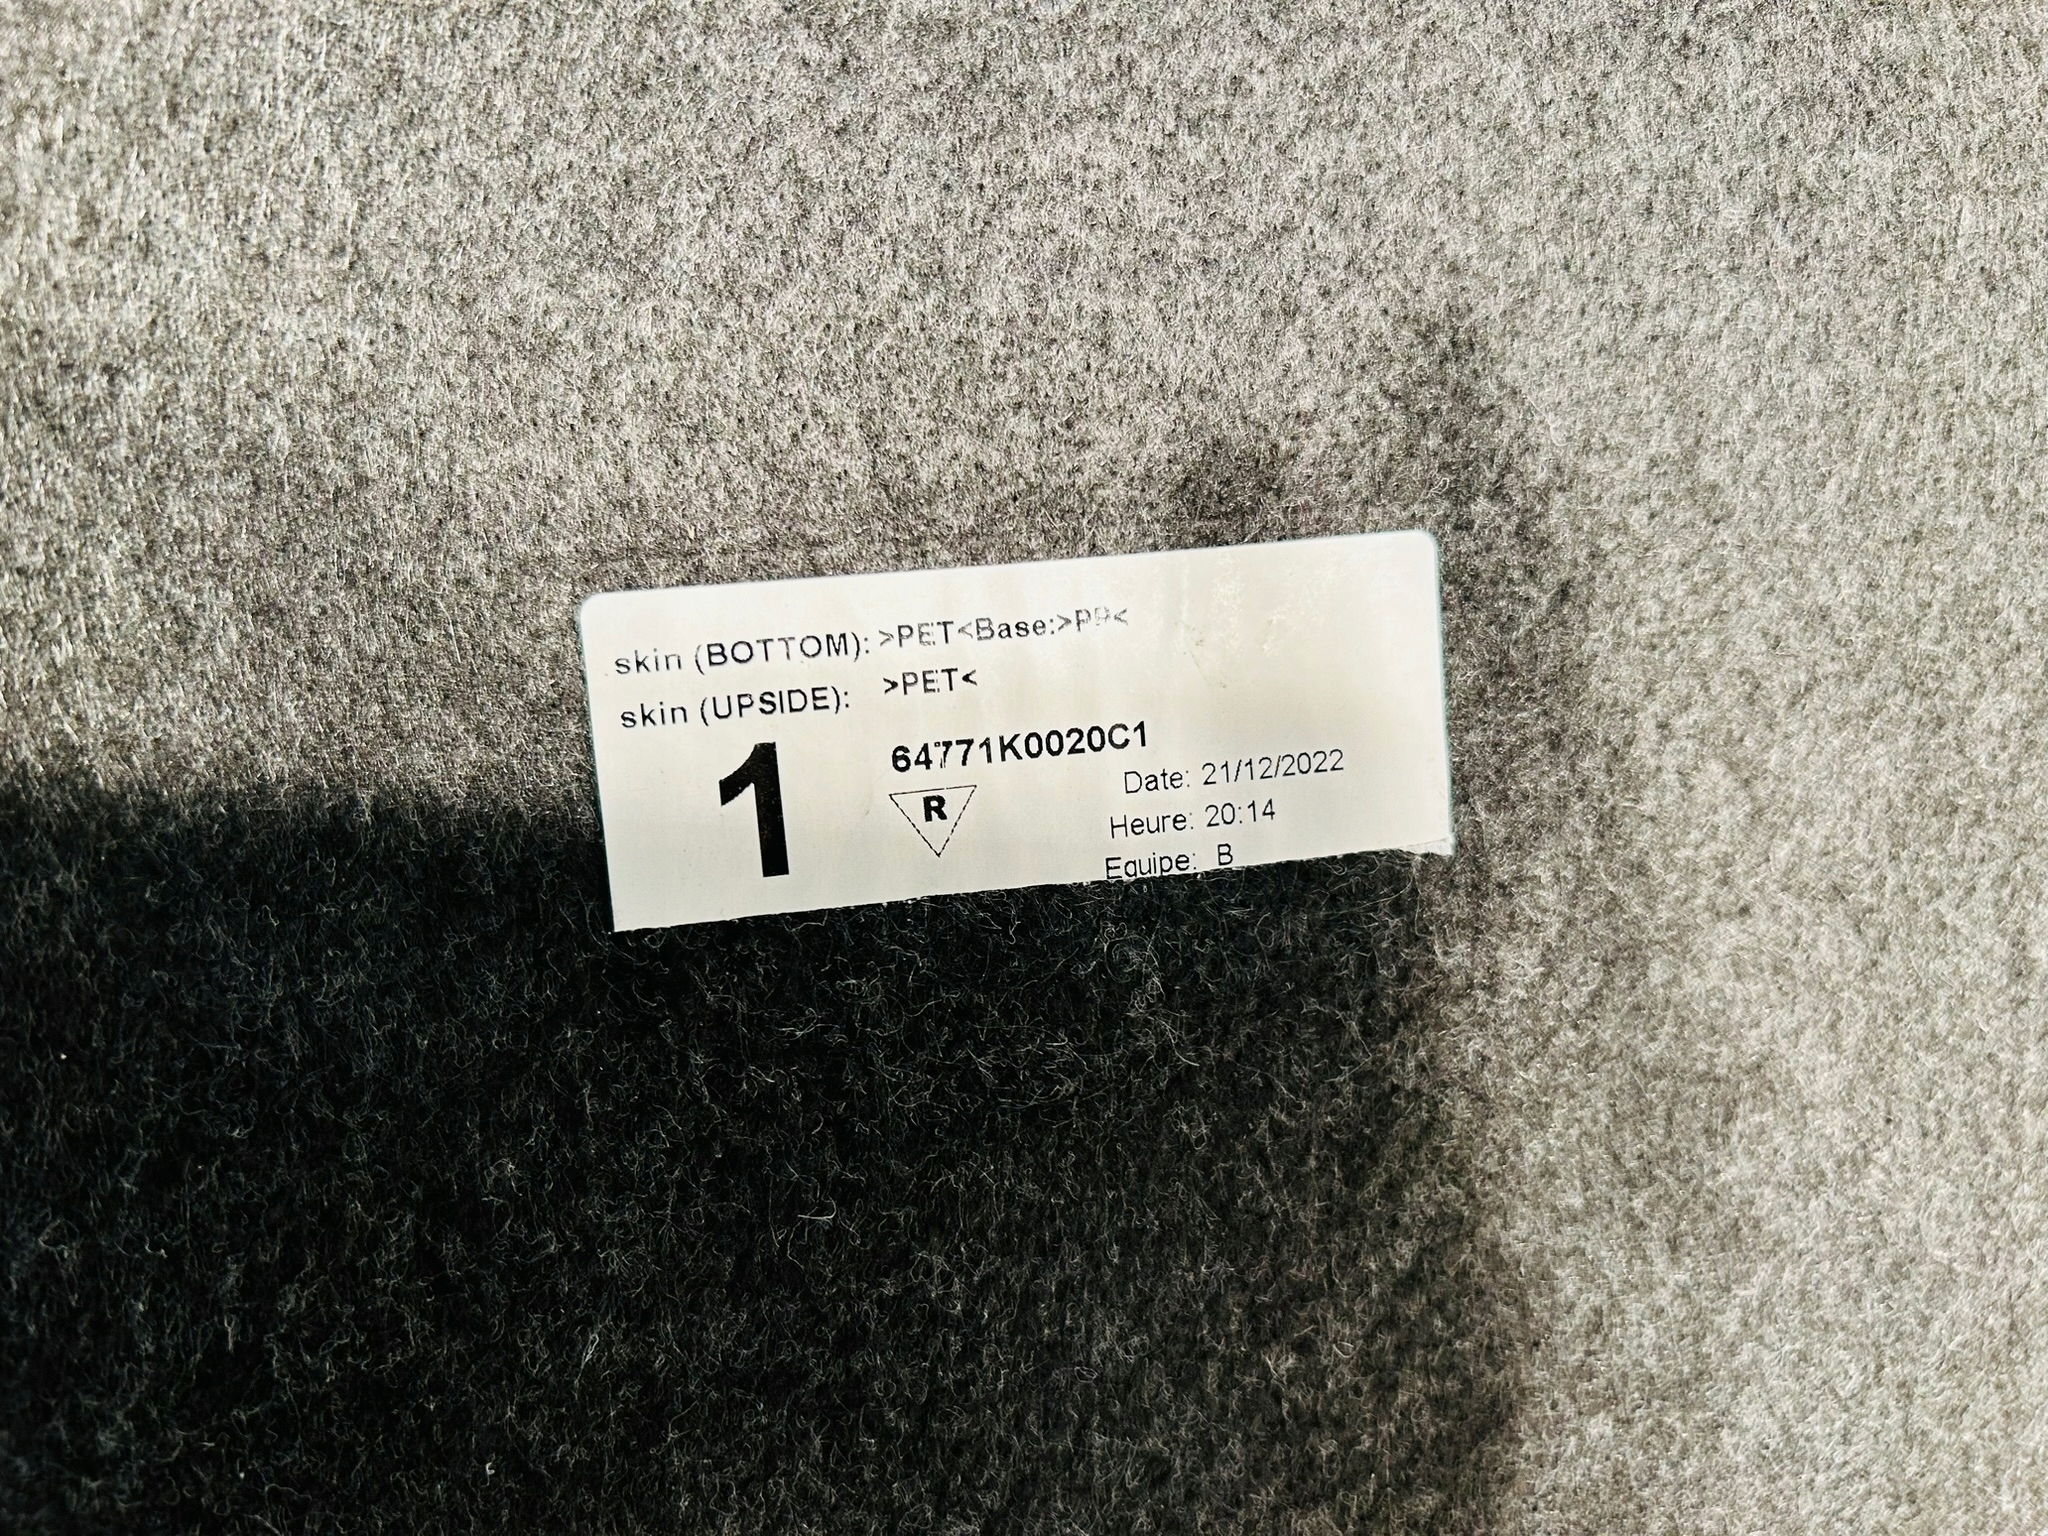 skin (BOTTOM): >PET<Base:>PP<
skin (UPSIDE): >PET<
1
64771K0020C1
R
Date: 21/12/2022
Heure: 20:14
Equipe: B